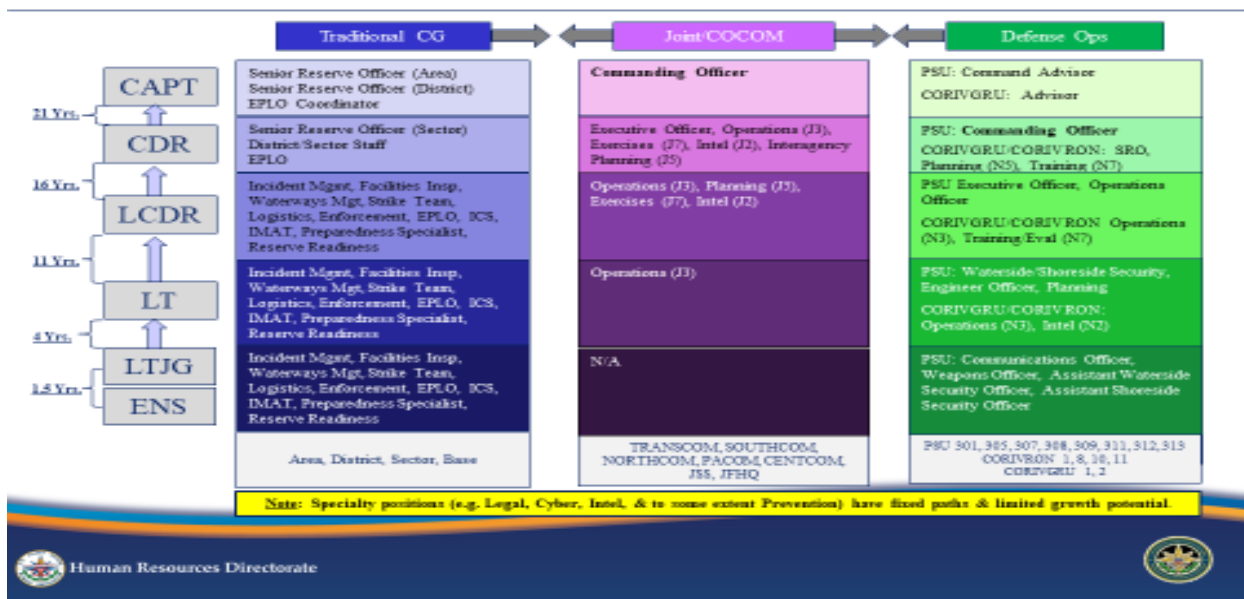 Traditional CG
Joint/COCOM
Defense Ops
CAPT
21 Yrs.
CDR
16 Yrs.
LCDR
11 Yrs.
LT
4 Yrs.
LTJG
1.5 Yrs.
ENS
Senior Reserve Officer (Area)
Senior Reserve Officer (District)
EPLO Coordinator
Commanding Officer
PSU: Command Advisor
CORIVGRU: Advisor
Senior Reserve Officer (Sector)
District/Sector Staff
EPLO
Executive Officer, Operations (J3),
Exercises (J7), Intel (J2), Interagency
Planning (J5)
PSU: Commanding Officer
CORIVGRU/CORIVRON: SRO,
Planning (N5), Training (N7)
Incident Mgmt, Facilities Insp,
Waterways Mgt, Strike Team,
Logistics, Enforcement, EPLO, ICS,
IMAT, Preparedness Specialist,
Reserve Readiness
Operations (J3), Planning (J5),
Exercises (J7), Intel (J2)
PSU Executive Officer, Operations
Officer
CORIVGRU/CORIVRON Operations
(N3), Training/Eval (N7)
Incident Mgmt, Facilities Insp,
Waterways Mgt, Strike Team,
Logistics, Enforcement, EPLO, ICS,
IMAT, Preparedness Specialist,
Reserve Readiness
Operations (J3)
PSU: Waterside/Shoreside Security,
Engineer Officer, Planning
CORIVGRU/CORIVRON:
Operations (N3), Intel (N2)
Incident Mgmt, Facilities Insp,
Waterways Mgt, Strike Team,
Logistics, Enforcement, EPLO, ICS,
IMAT, Preparedness Specialist,
Reserve Readiness
N/A
PSU: Communications Officer,
Weapons Officer, Assistant Waterside
Security Officer, Assistant Shoreside
Security Officer
Area, District, Sector, Base
TRANSCOM, SOUTHCOM,
NORTHCOM, PACOM, CENTCOM,
JSS, JFHQ
PSU 301, 305, 307, 308, 309, 311, 312, 313
CORIVRON 1, 8, 10, 11
CORIVGRU 1, 2
Note: Specialty positions (e.g. Legal, Cyber, Intel, & to some extent Prevention) have fixed paths & limited growth potential.
Human Resources Directorate